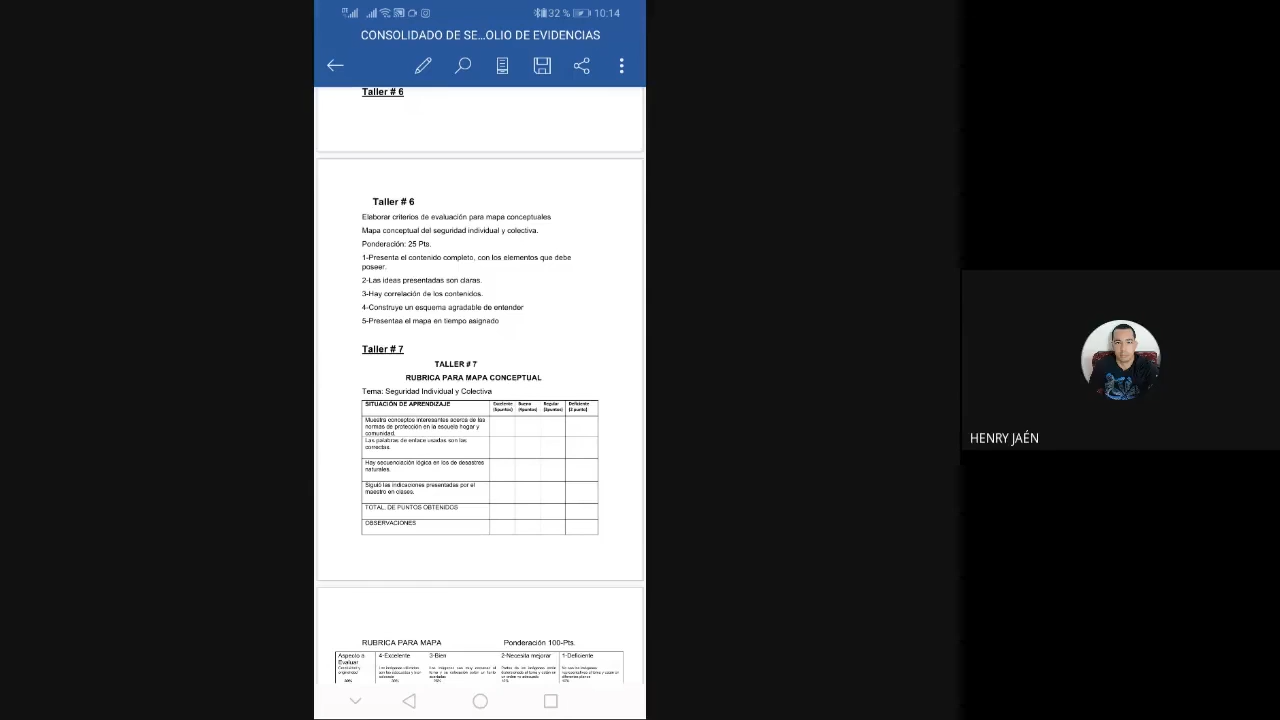 32 % 10:14
CONSOLIDADO DE SE...OLIO DE EVIDENCIAS
Taller # 6
Taller # 6
Elaborar criterios de evaluación para mapa conceptuales
Mapa conceptual del seguridad individual y colectiva.
Ponderación: 25 Pts.
1-Presenta el contenido completo, con los elementos que debe
poseer.
2-Las ideas presentadas son claras.
3-Hay correlación de los contenidos.
4-Construye un esquema agradable de entender
5-Presentaa el mapa en tiempo asignado
Taller # 7
TALLER # 7
RUBRICA PARA MAPA CONCEPTUAL
Tema: Seguridad Individual y Colectiva
SITUACIÓN DE APRENDIZAJE Excelente Bueno Regular Deficiente
Muestra conceptos interesantes acerca de las
normas de protección en la escuela hogar y
comunidad.
Las palabras de enlace usadas son las
correctas.
Hay secuenciación lógica en los de desastres
naturales.
Siguió las indicaciones presentadas por el
maestro en clases.
TOTAL. DE PUNTOS OBTENIDOS
OBSERVACIONES
RUBRICA PARA MAPA Ponderación 100-Pts.
Aspecto a 4-Excelente 3-Bien 2-Necesita mejorar 1-Deficiente
Evaluar
HENRY JAÉN